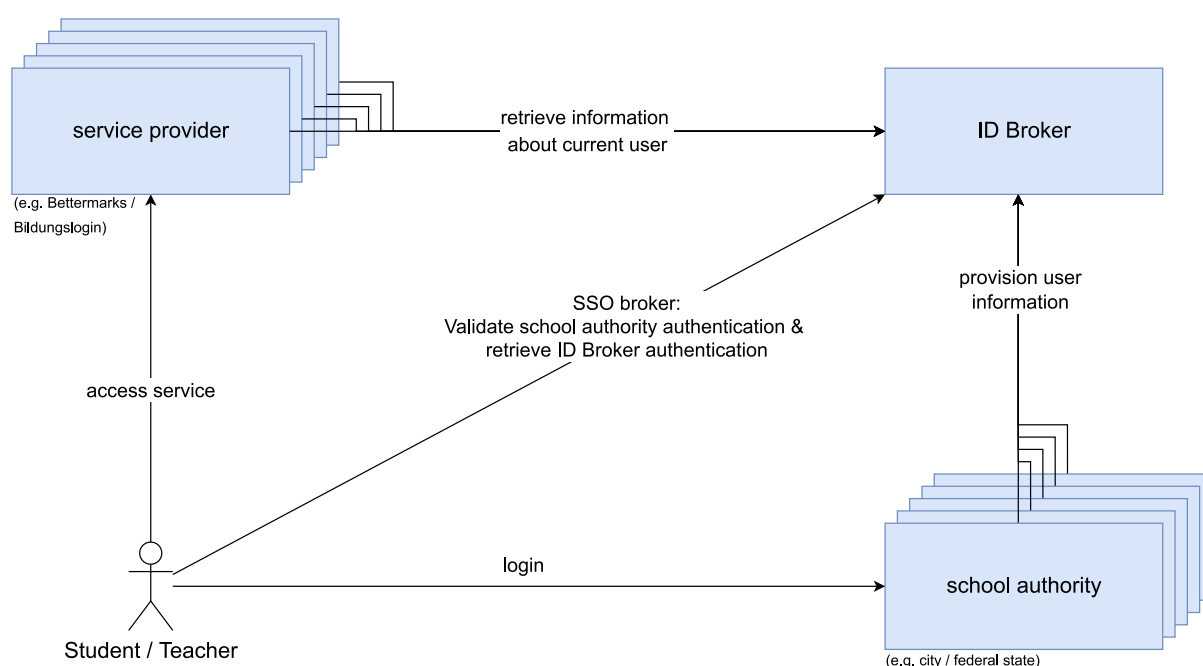 service provider
(e.g. Bettermarks /
Bildungslogin)
retrieve information
about current user
ID Broker
provision user
information
SSO broker:
Validate school authority authentication &
retrieve ID Broker authentication
access service
login
school authority
(e.g. city / federal state)
Student / Teacher